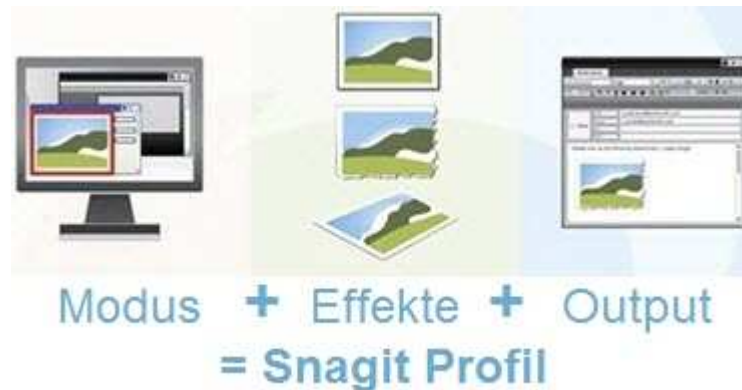 Modus + Effekte + Output
= Snagit Profil